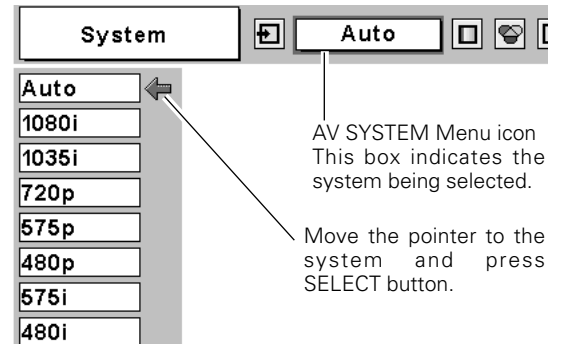 System
Auto
Auto
1080i
1035i
720p
575p
480p
575i
480i
AV SYSTEM Menu icon
This box indicates the
system being selected.
Move the pointer to the
system and press
SELECT button.